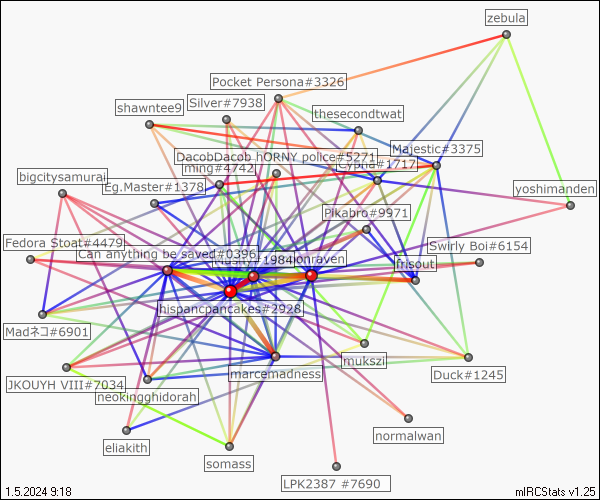 zebula
Pocket Persona#3326
Silver#7938
shawntee9
thesecondtwat
Majestic#3375
DacobDacob hORNY police#5271
Cypria#1717
ming#4742
bigcitysamurai
Eg.Master#1378
yoshimanden
Pikabro#9971
Fedora Stoat#4479
Swirly Boi#6154
Can anything be saved#0396
#1984
onraven
frisout
hispancpancakes#2928
Madネコ#6901
mukszi
marcemadness
Duck#1245
JKOUYH VIII#7034
neokingghidorah
normalwan
eliakith
somass
LPK2387 #7690
1.5.2024 9:18
mIRCStats v1.25